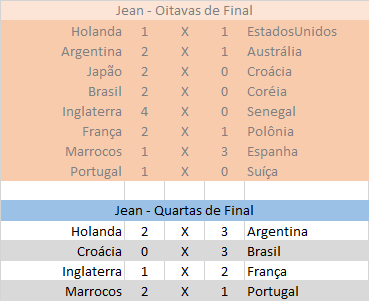 Jean - Oitavas de Final
Holanda 1 X 1 EstadosUnidos
Argentina 2 X 1 Austrália
Japão 2 X 0 Croácia
Brasil 2 X 0 Coréia
Inglaterra 4 X 0 Senegal
França 2 X 1 Polônia
Marrocos 1 X 3 Espanha
Portugal 1 X 0 Suíça
Jean - Quartas de Final
Holanda 2 X 3 Argentina
Croácia 0 X 3 Brasil
Inglaterra 1 X 2 França
Marrocos 2 X 1 Portugal